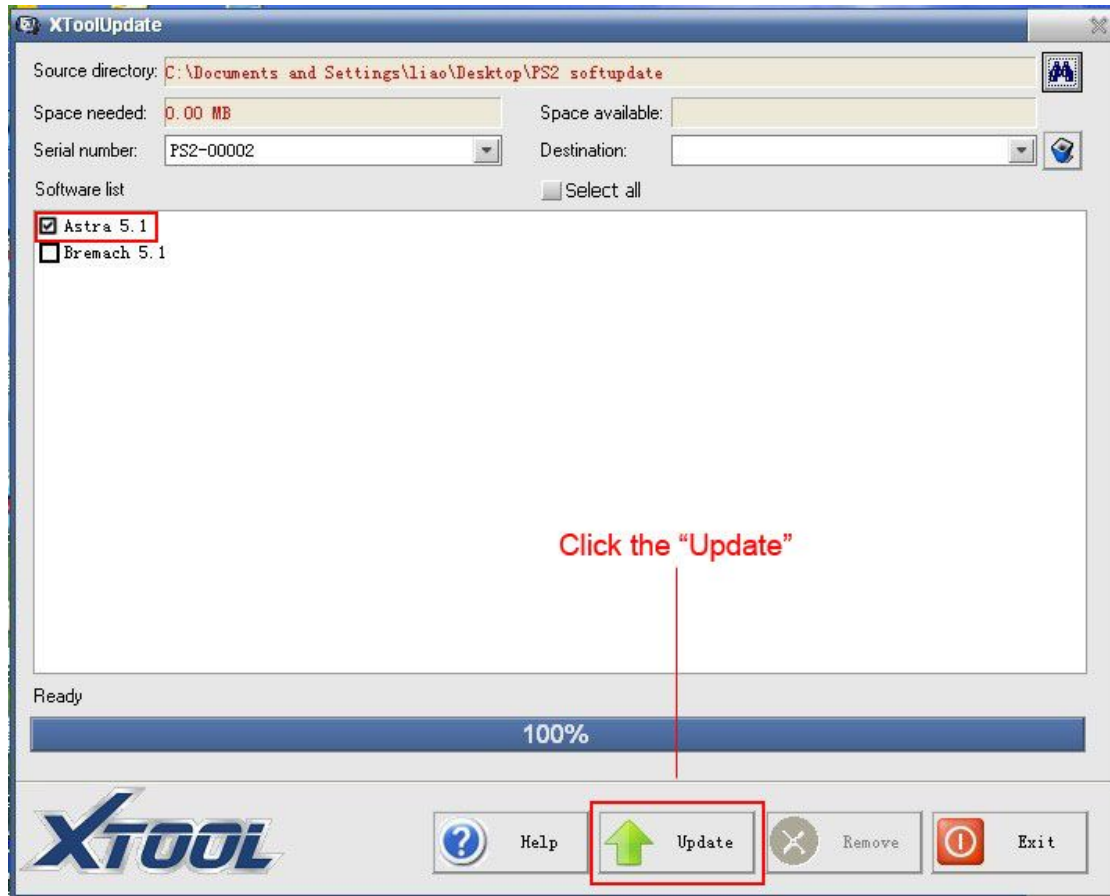 XToolUpdate
Source directory: C:\Documents and Settings\liao\Desktop\PS2 softupdate
Space needed: 0.00 MB Space available:
Serial number: PS2-00002 Destination:
Software list Select all
Astra 5.1
Bremach 5.1
Click the “Update”
Ready
100%
XTOOL Help Update Remove Exit